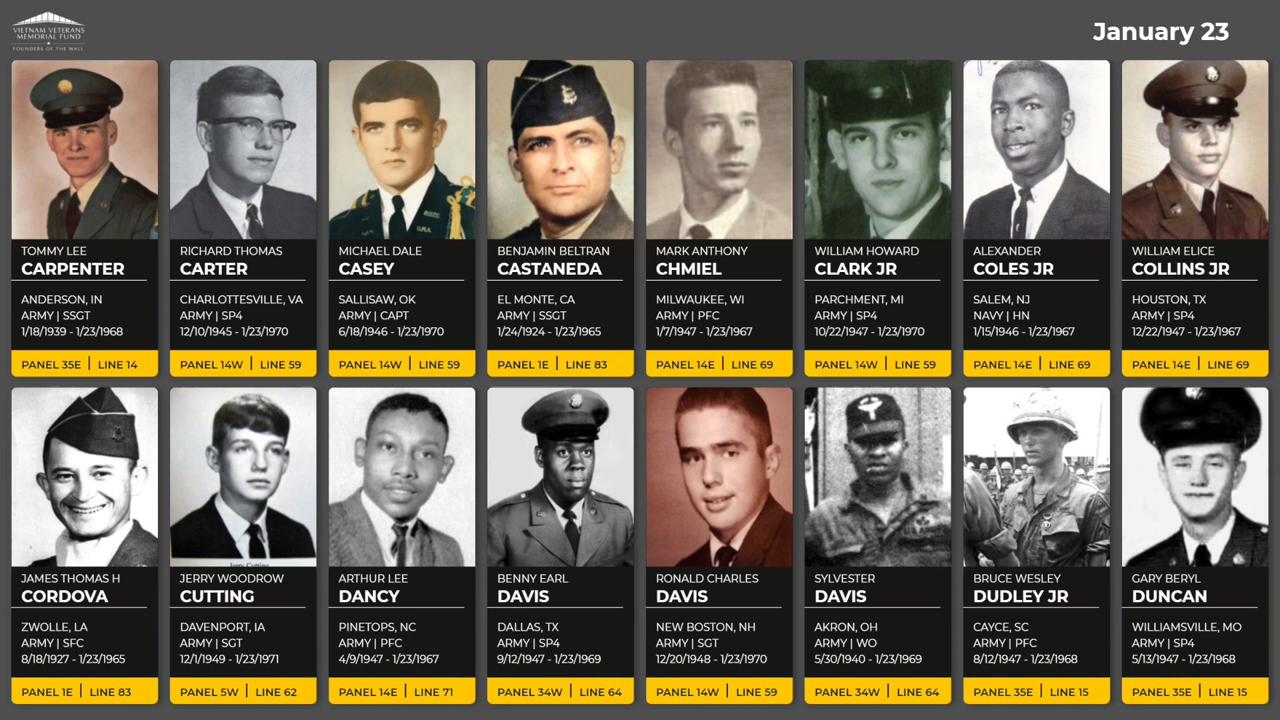 VIETNAM VETERANS
MEMORIAL FUND
FOUNDERS OF THE WALL
January 23
TOMMY LEE
CARPENTER
ANDERSON, IN
ARMY | SSGT
1/18/1939 - 1/23/1968
PANEL 35E | LINE 14
RICHARD THOMAS
CARTER
CHARLOTTESVILLE, VA
ARMY | SP4
12/10/1945 - 1/23/1970
PANEL 14W | LINE 59
MICHAEL DALE
CASEY
SALLISAW, OK
ARMY | CAPT
6/18/1946 - 1/23/1970
PANEL 14W | LINE 59
BENJAMIN BELTRAN
CASTANEDA
EL MONTE, CA
ARMY | SSGT
1/24/1924 - 1/23/1965
PANEL 1E | LINE 83
MARK ANTHONY
CHMIEL
MILWAUKEE, WI
ARMY | PFC
1/7/1947 - 1/23/1967
PANEL 14E | LINE 69
WILLIAM HOWARD
CLARK JR
PARCHMENT, MI
ARMY | SP4
10/22/1947 - 1/23/1970
PANEL 14W | LINE 59
ALEXANDER
COLES JR
SALEM, NJ
NAVY | HN
1/15/1946 - 1/23/1967
PANEL 14E | LINE 69
WILLIAM ELICE
COLLINS JR
HOUSTON, TX
ARMY | SP4
12/22/1947 - 1/23/1967
PANEL 14E | LINE 69
JAMES THOMAS H
CORDOVA
ZWOLLE, LA
ARMY | SFC
8/18/1927 - 1/23/1965
PANEL 1E | LINE 83
Jerry Cutting
JERRY WOODROW
CUTTING
DAVENPORT, IA
ARMY | SGT
12/1/1949 - 1/23/1971
PANEL 5W | LINE 62
ARTHUR LEE
DANCY
PINETOPS, NC
ARMY | PFC
4/9/1947 - 1/23/1967
PANEL 14E | LINE 71
BENNY EARL
DAVIS
DALLAS, TX
ARMY | SP4
9/12/1947 - 1/23/1969
PANEL 34W | LINE 64
RONALD CHARLES
DAVIS
NEW BOSTON, NH
ARMY | SGT
12/20/1948 - 1/23/1970
PANEL 14W | LINE 59
SYLVESTER
DAVIS
AKRON, OH
ARMY | WO
5/30/1940 - 1/23/1969
PANEL 34W | LINE 64
BRUCE WESLEY
DUDLEY JR
CAYCE, SC
ARMY | PFC
8/12/1947 - 1/23/1968
PANEL 35E | LINE 15
GARY BERYL
DUNCAN
WILLIAMSVILLE, MO
ARMY | SP4
5/13/1947 - 1/23/1968
PANEL 35E | LINE 15